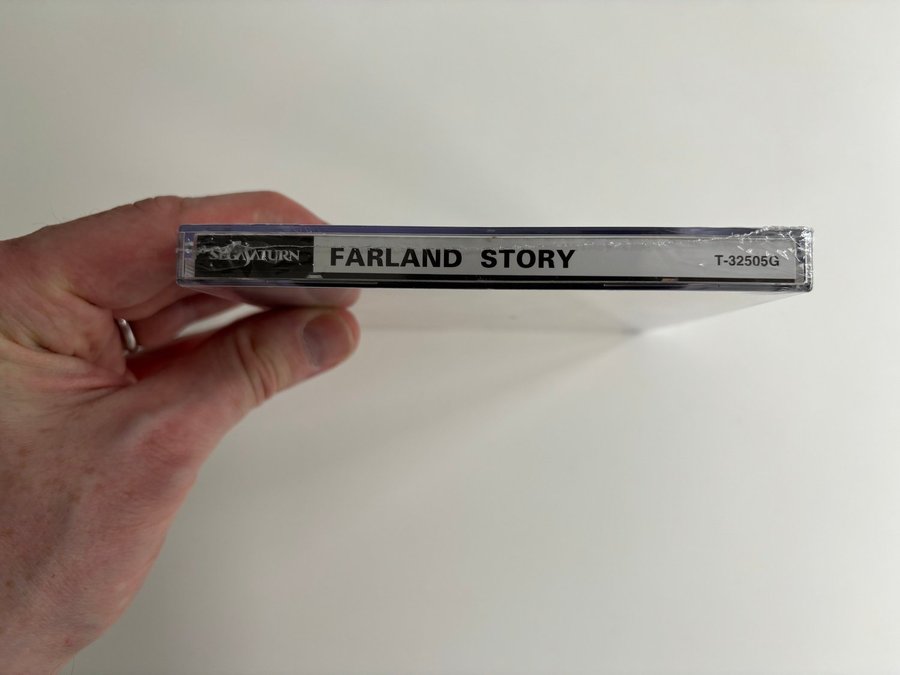 SEGA SATURN
FARLAND STORY
T-32505G